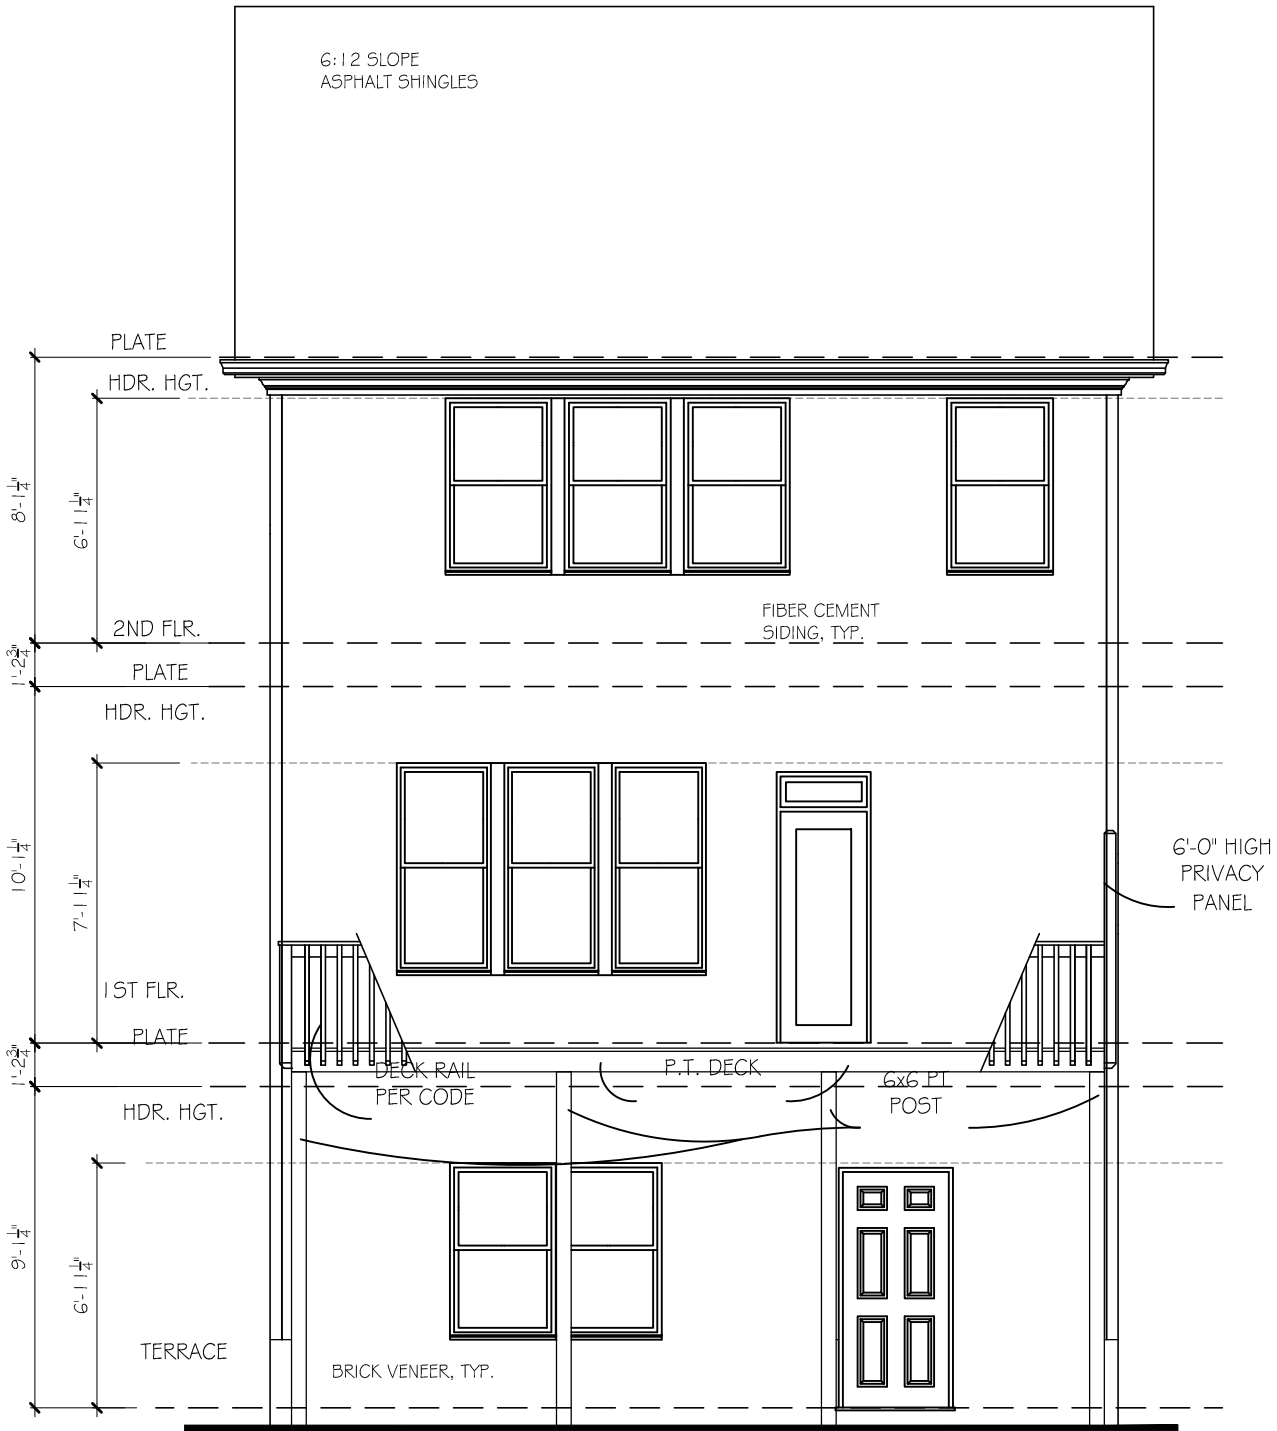 6:12 SLOPE
ASPHALT SHINGLES
PLATE
HDR. HGT.
8'-1 1/4"
6'-11 1/4"
FIBER CEMENT
SIDING, TYP.
2ND FLR.
1'-2 3/4"
PLATE
HDR. HGT.
10'-1 1/4"
7'-11 1/4"
6'-0" HIGH
PRIVACY
PANEL
1ST FLR.
PLATE
1'-2 3/4"
DECK RAIL
PER CODE
P.T. DECK
6x6 PT
POST
HDR. HGT.
9'-1 1/4"
6'-11 1/4"
TERRACE
BRICK VENEER, TYP.